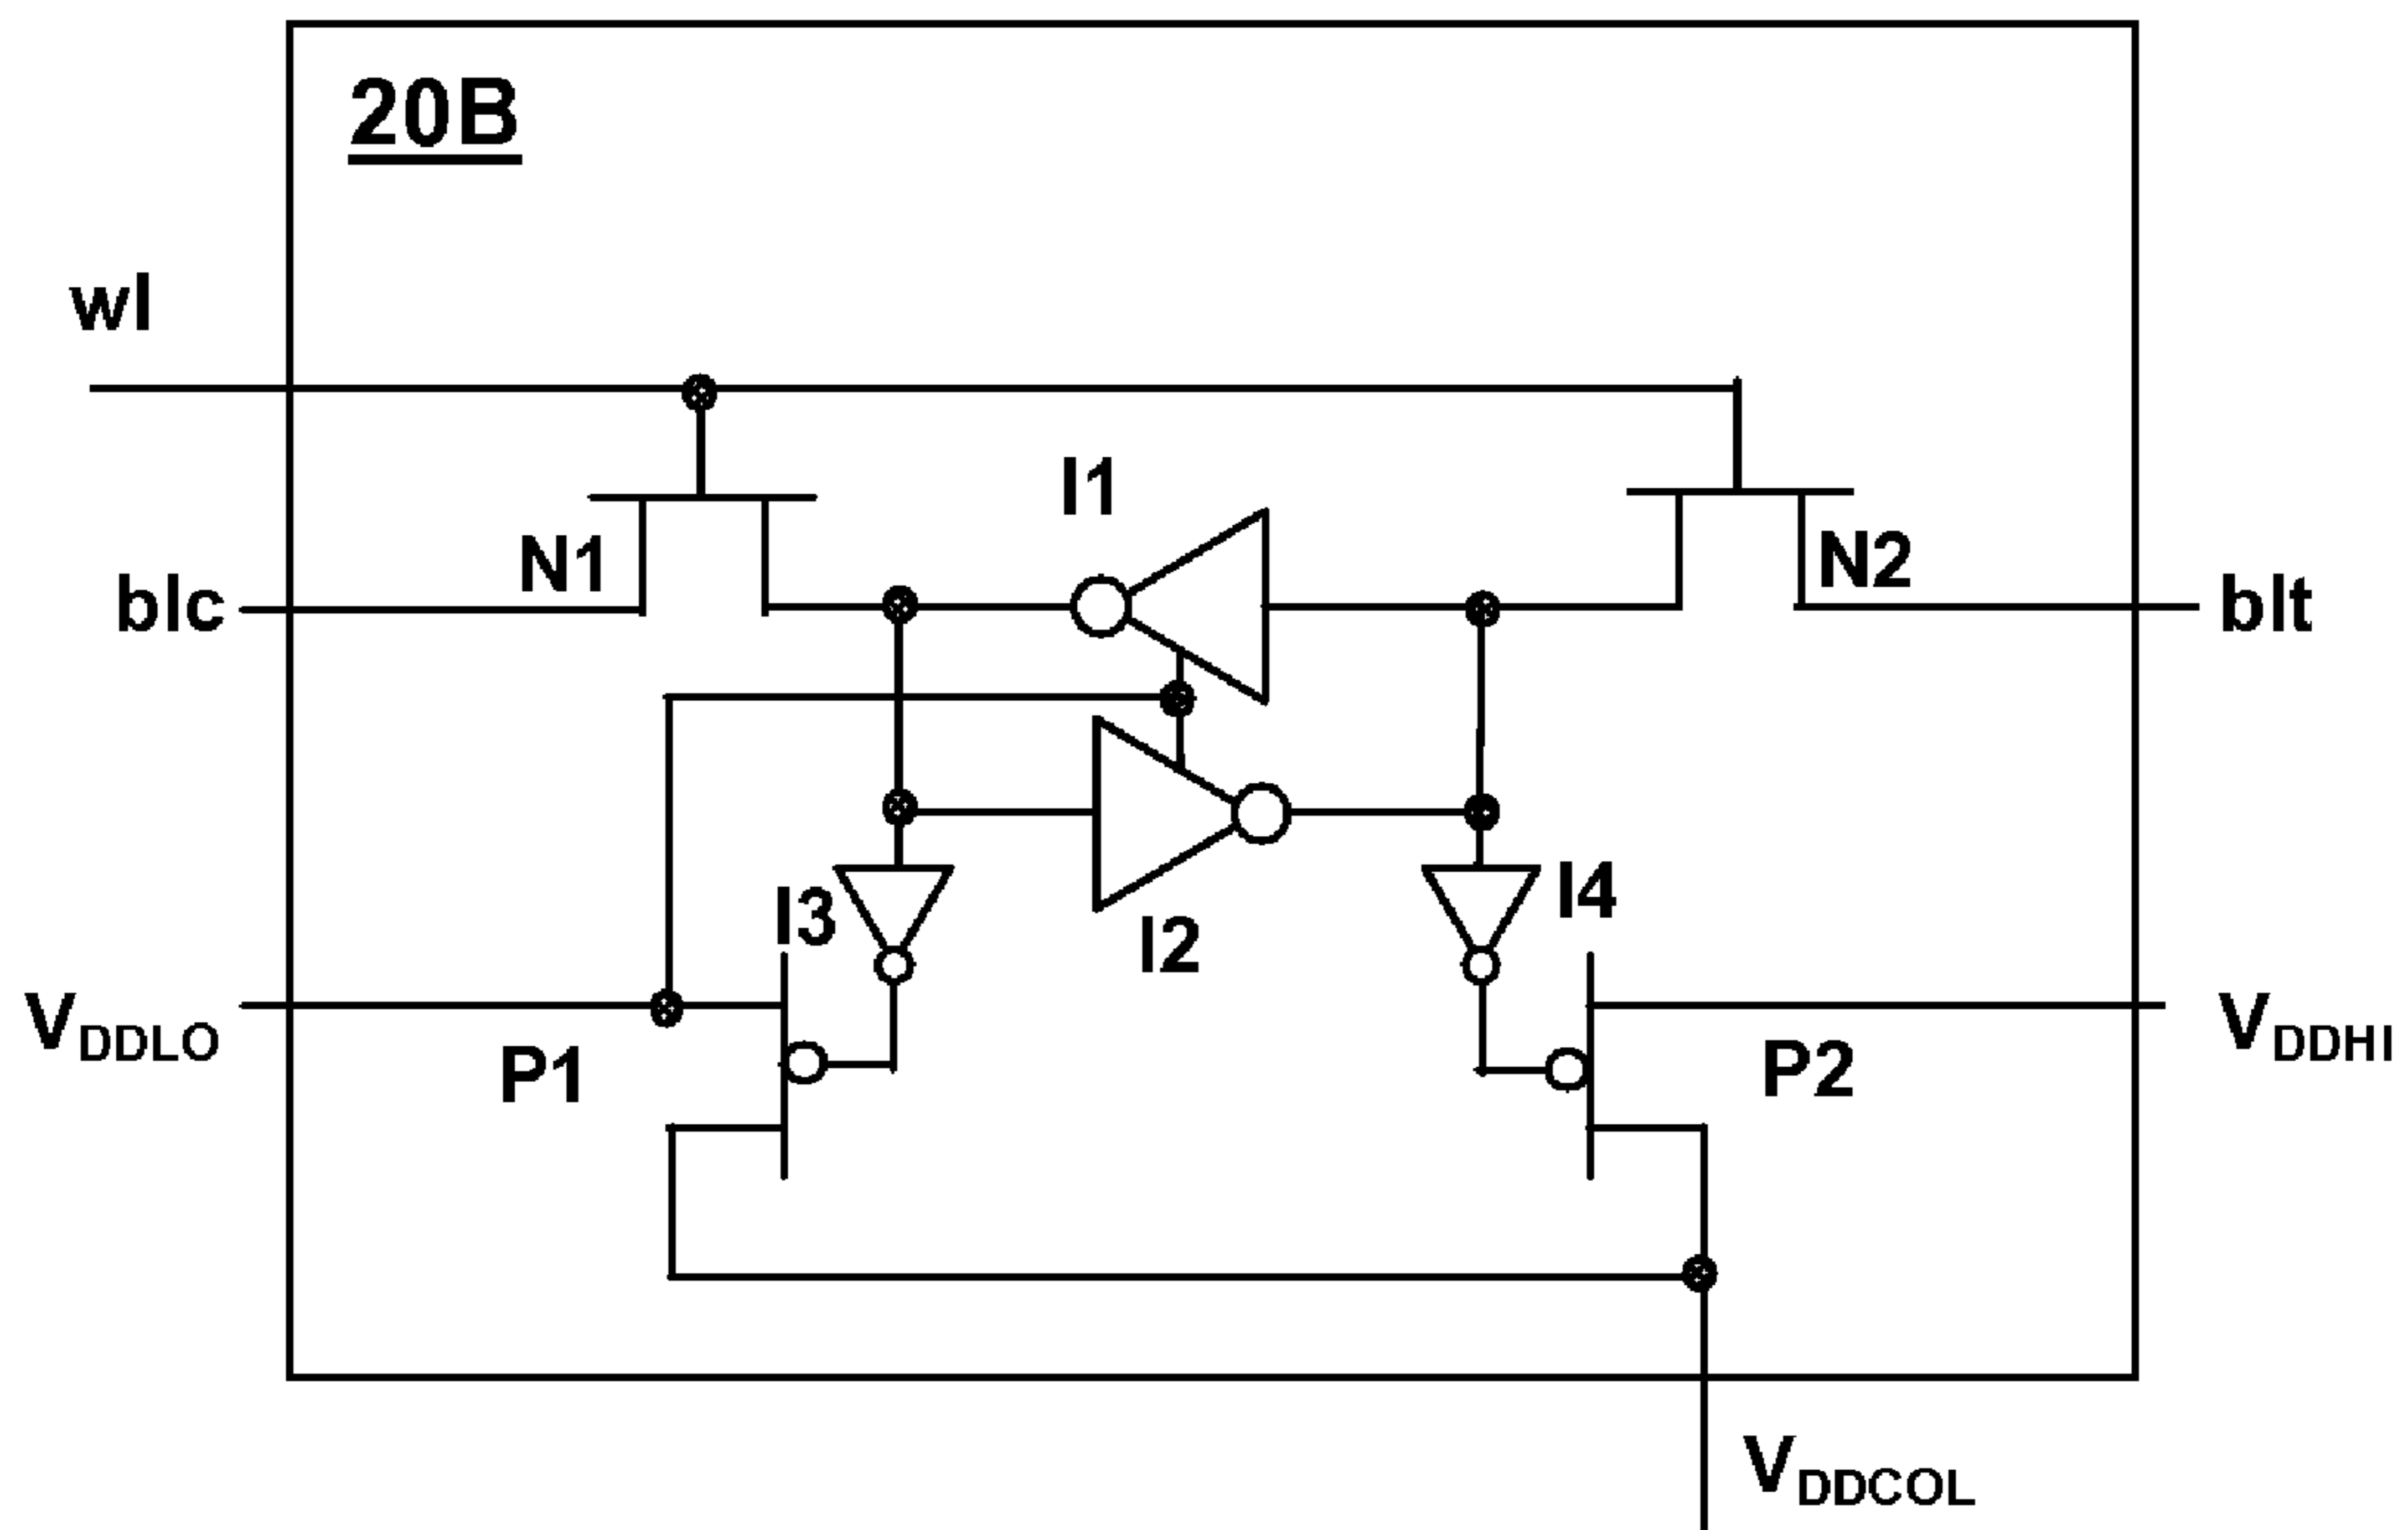 20B
wl
I1
N1
N2
blc
blt
I3
I4
I2
VDDLO
P1
P2
VDDHI
VDDCOL